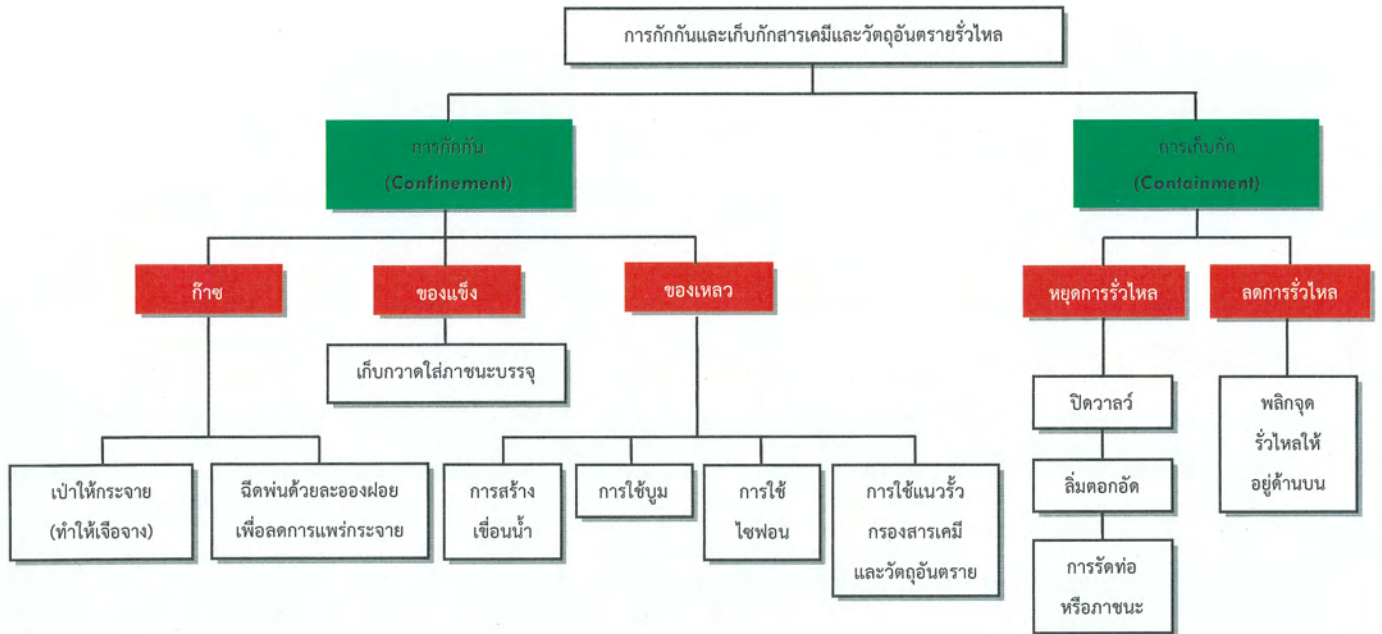 การกักกันและเก็บกักสารเคมีและวัตถุอันตรายรั่วไหล
การกักกัน
(Confinement)
การเก็บกัก
(Containment)
ก๊าซ
ของแข็ง
ของเหลว
หยุดการรั่วไหล
ลดการรั่วไหล
เก็บกวาดใส่ภาชนะบรรจุ
เป่าให้กระจาย
(ทำให้เจือจาง)
ฉีดพ่นด้วยละอองฝอย
เพื่อลดการแพร่กระจาย
การสร้าง
เขื่อนน้ำ
การใช้บูม
การใช้
ไซฟอน
การใช้แนวรั้ว
กรองสารเคมี
และวัตถุอันตราย
ปิดวาลว์
ลิ่มตอกอัด
การรัดท่อ
หรือภาชนะ
พลิกจุด
รั่วไหลให้
อยู่ด้านบน